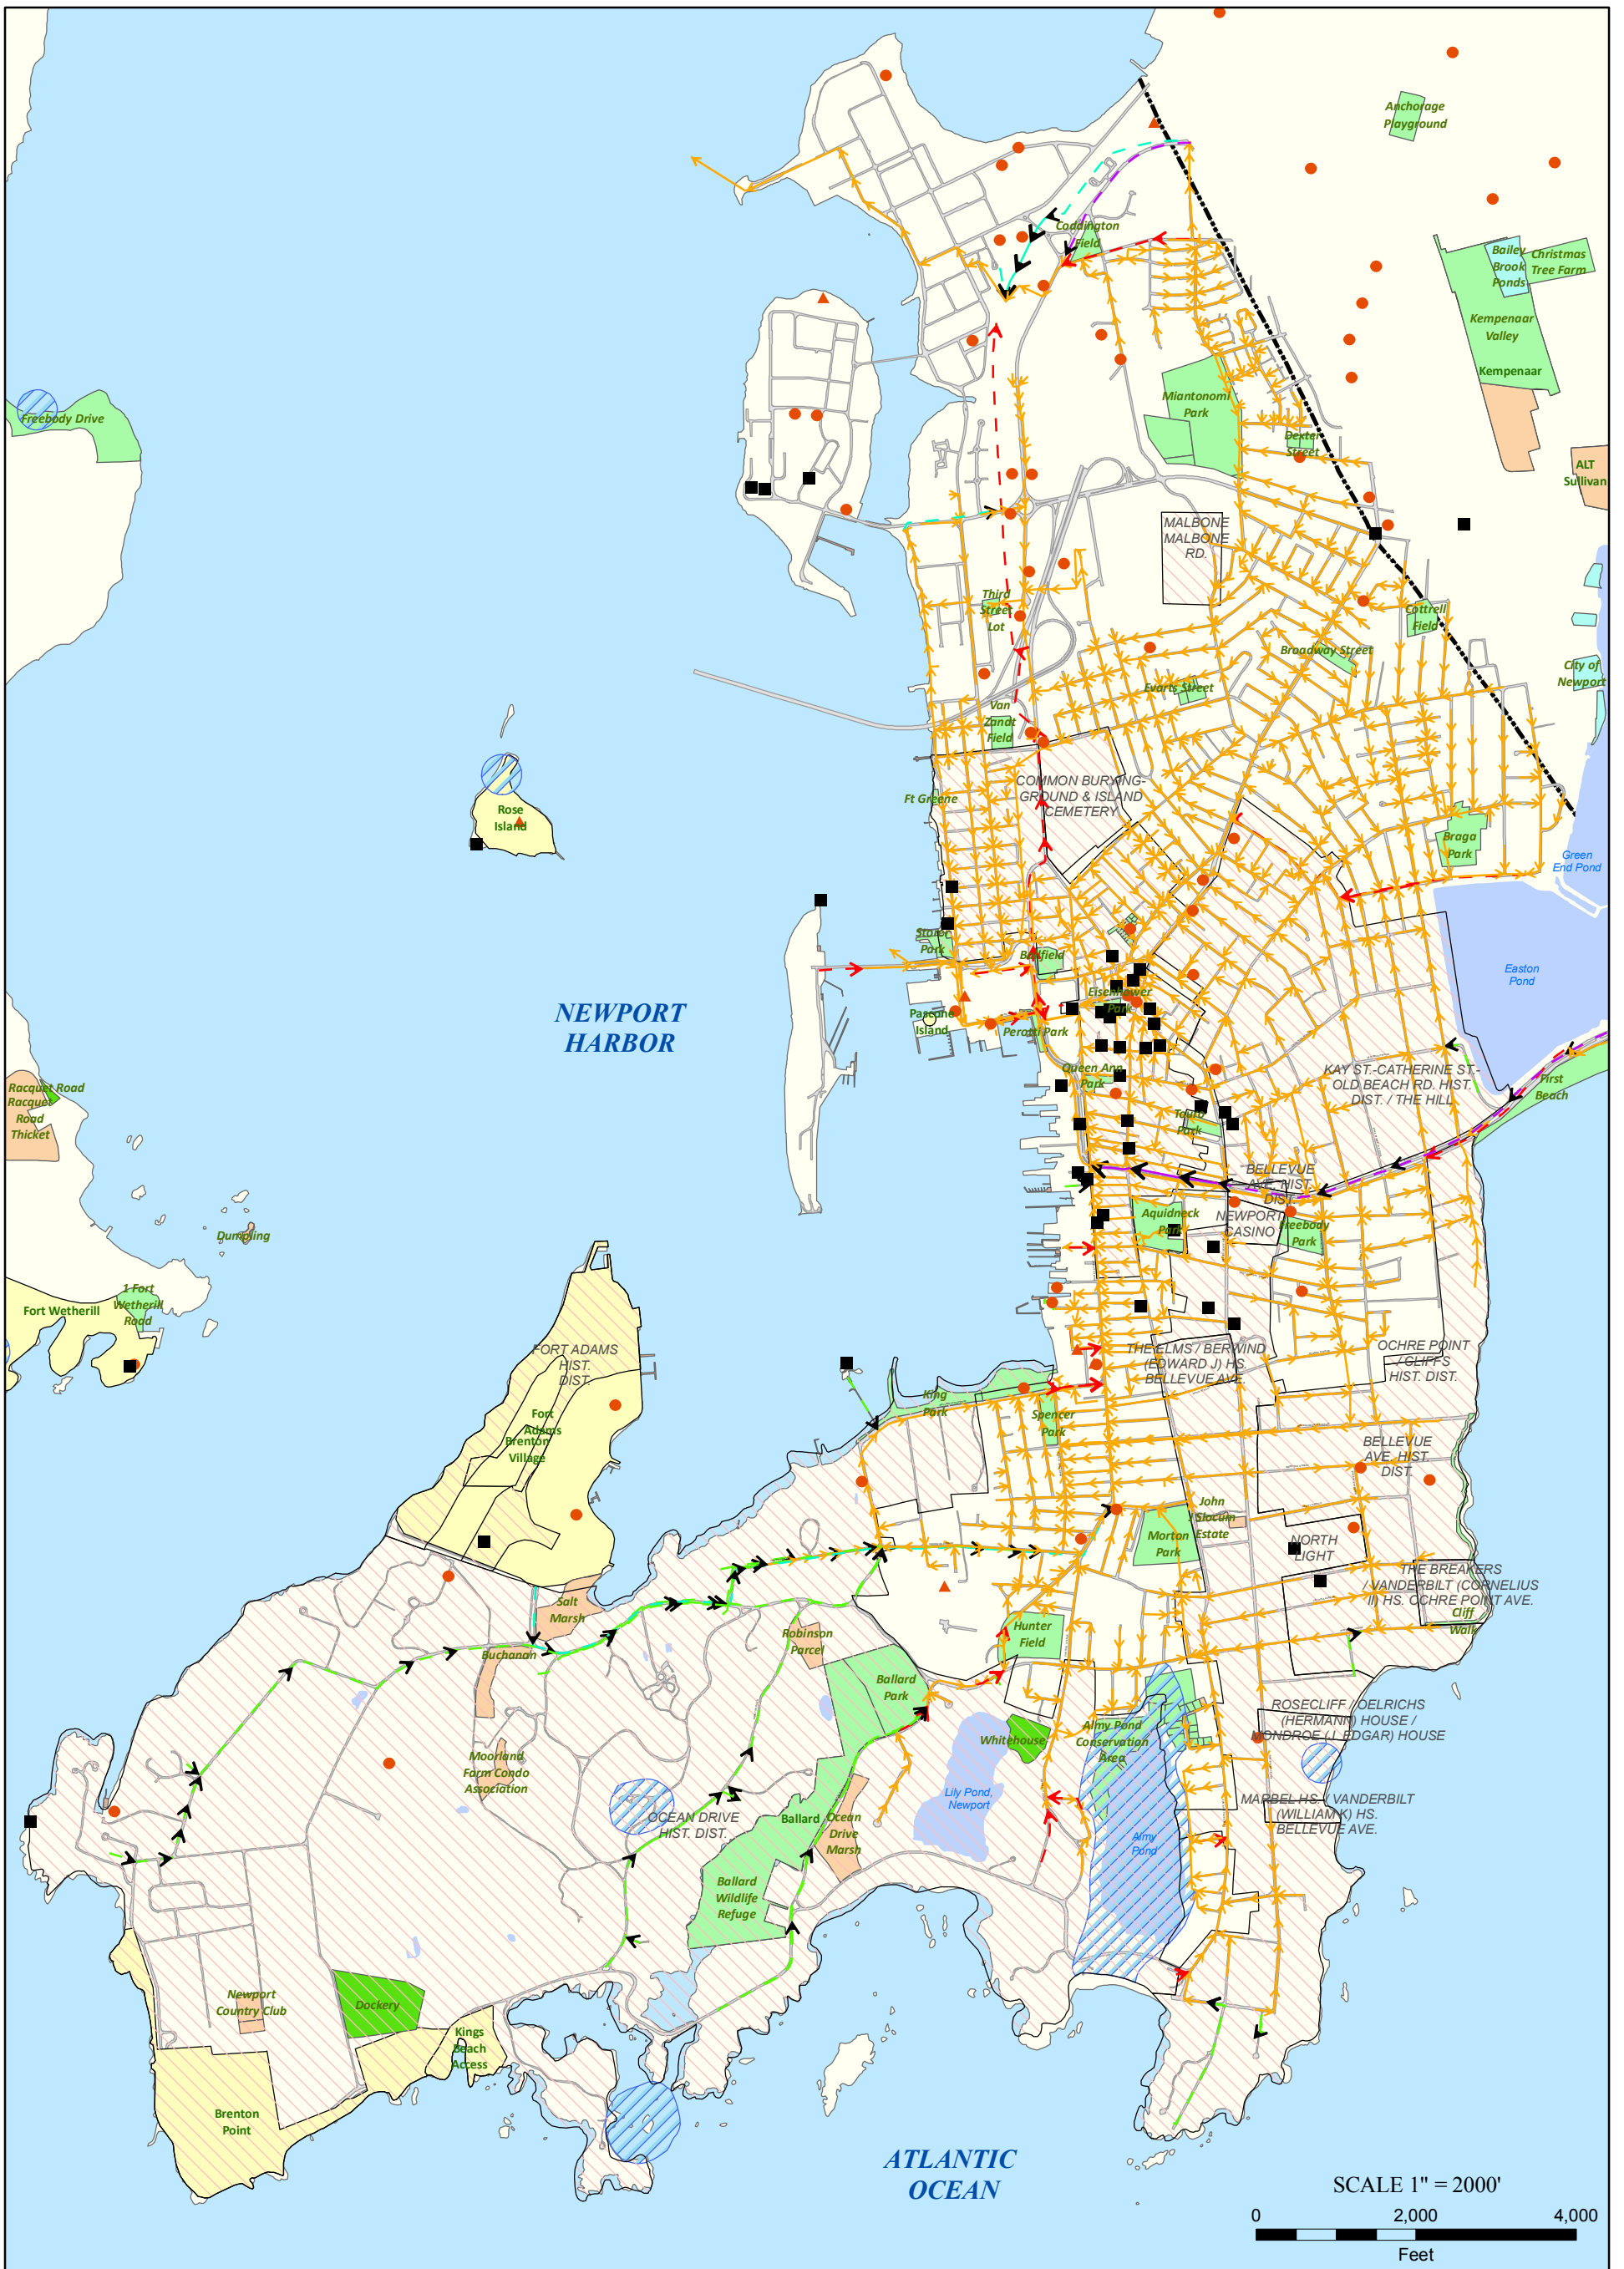 Anchorage
Playground
Coddington
Field
Bailey
Brook
Ponds
Christmas
Tree Farm
Kempenaar
Valley
Kempenaar
Miantonomi
Park
Freebody Drive
Dexter
Street
ALT
Sullivan
MALBONE
MALBONE
RD.
Third
Street
Lot
Cottrell
Field
Broadway Street
City of
Newport
Evarts Street
Van
Zandt
Field
COMMON BURYING-
GROUND & ISLAND
CEMETERY
Ft Greene
Rose
Island
Braga
Park
Green
End Pond
Storer
Park
Ballfield
Easton
Pond
Eisenhower
Park
NEWPORT
HARBOR
Pascone
Island
Perotti Park
Queen Ann
Park
KAY ST.-CATHERINE ST.-
OLD BEACH RD. HIST.
DIST. / THE HILL
First
Beach
Racquet Road
Racquet
Road
Thicket
Touro
Park
BELLEVUE
AVE. HIST.
DIST.
Aquidneck
Park
NEWPORT
CASINO
Freebody
Park
Dumpling
1 Fort
Wetherill
Road
Fort Wetherill
FORT ADAMS
HIST.
DIST.
THE ELMS / BERWIND
(EDWARD J) HS.
BELLEVUE AVE.
OCHRE POINT
/ CLIFFS
HIST. DIST.
King
Park
Spencer
Park
Fort
Adams
Brenton
Village
BELLEVUE
AVE. HIST.
DIST.
John
Slocum
Estate
Morton
Park
NORTH
LIGHT
THE BREAKERS
/ VANDERBILT (CORNELIUS
II) HS. OCHRE POINT AVE.
Cliff
Walk
Salt
Marsh
Hunter
Field
Robinson
Parcel
Buchanan
Ballard
Park
ROSECLIFF / OELRICHS
(HERMANN) HOUSE /
MONDROE (J. EDGAR) HOUSE
Whitehouse
Almy Pond
Conservation
Area
Moorland
Farm Condo
Association
Lily Pond,
Newport
MARBEL HS. / VANDERBILT
(WILLIAM K) HS.
BELLEVUE AVE.
OCEAN DRIVE
HIST. DIST.
Ballard
Ocean
Drive
Marsh
Almy
Pond
Ballard
Wildlife
Refuge
Newport
Country Club
Dockery
Kings
Beach
Access
Brenton
Point
ATLANTIC
OCEAN
SCALE 1" = 2000'
0 2,000 4,000
Feet